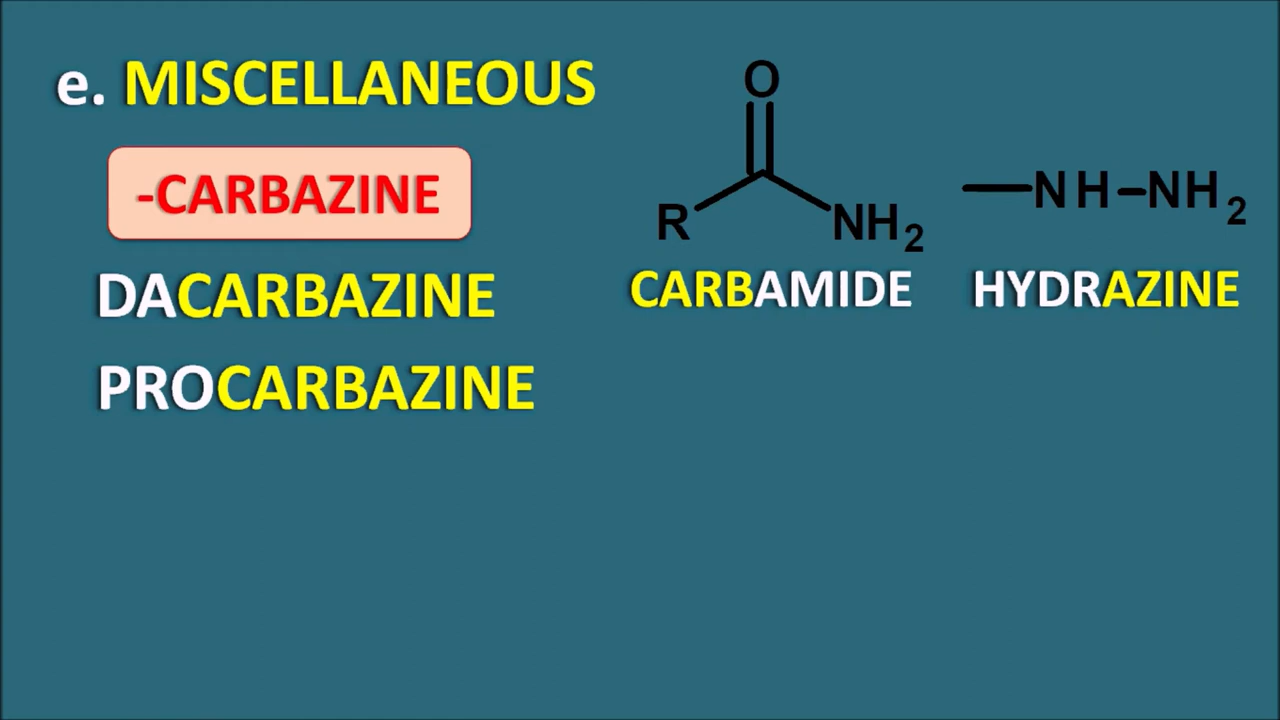 e. MISCELLANEOUS
-CARBAZINE
DACARBAZINE
PROCARBAZINE
O
R
NH2
CARBAMIDE
NH-NH2
HYDRAZINE